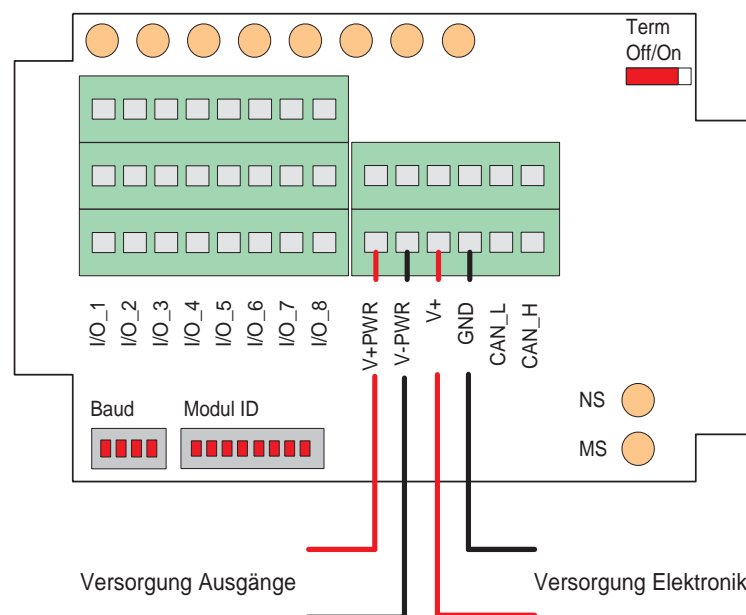 Term
Off/On
I/O_1
I/O_2
I/O_3
I/O_4
I/O_5
I/O_6
I/O_7
I/O_8
V+PWR
V-PWR
V+
GND
CAN_L
CAN_H
Baud
Modul ID
NS
MS
Versorgung Ausgänge
Versorgung Elektronik